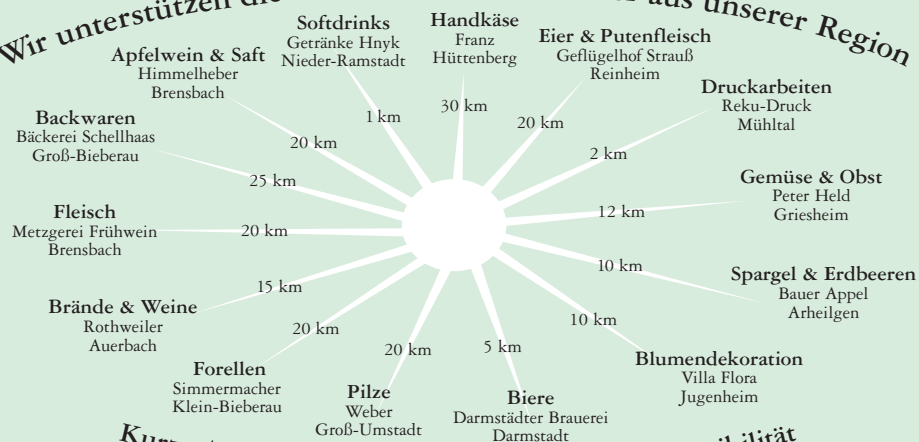 Wir unterstützen die
aus unserer Region
Softdrinks
Getränke Hnyk
Nieder-Ramstadt
1 km
Handkäse
Franz
Hüttenberg
30 km
Eier & Putenfleisch
Geflügelhof Strauß
Reinheim
20 km
Druckarbeiten
Reku-Druck
Mühltal
2 km
Gemüse & Obst
Peter Held
Griesheim
12 km
Spargel & Erdbeeren
Bauer Appel
Arheilgen
10 km
Blumendekoration
Villa Flora
Jugenheim
10 km
Biere
Darmstädter Brauerei
Darmstadt
5 km
Pilze
Weber
Groß-Umstadt
20 km
Forellen
Simmermacher
Klein-Bieberau
20 km
Brände & Weine
Rothweiler
Auerbach
15 km
Fleisch
Metzgerei Frühwein
Brensbach
20 km
Backwaren
Bäckerei Schellhaas
Groß-Bieberau
25 km
Apfelwein & Saft
Himmelheber
Brensbach
20 km